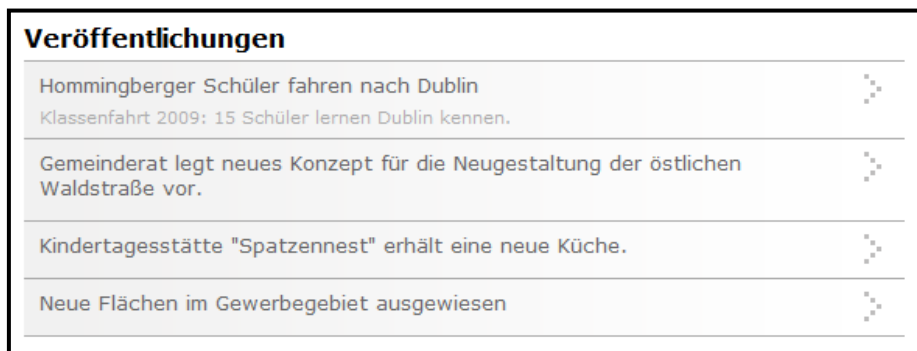 Veröffentlichungen
Hommingberger Schüler fahren nach Dublin
Klassenfahrt 2009: 15 Schüler lernen Dublin kennen.
Gemeinderat legt neues Konzept für die Neugestaltung der östlichen
Waldstraße vor.
Kindertagesstätte "Spatzennest" erhält eine neue Küche.
Neue Flächen im Gewerbegebiet ausgewiesen